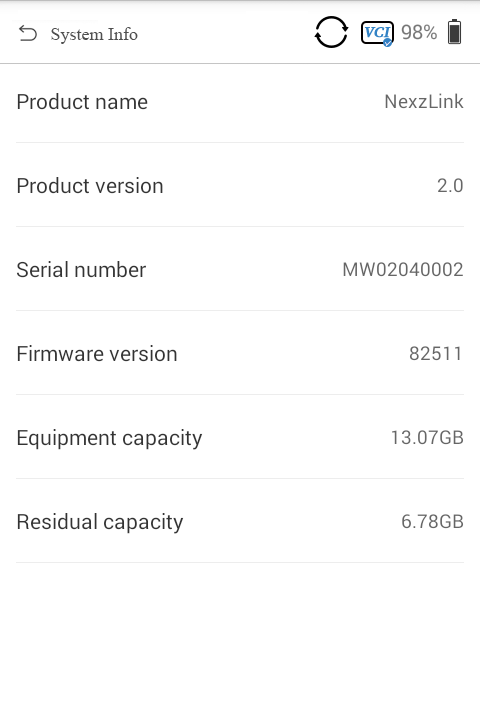 System Info VCI 98%
Product name NexzLink
Product version 2.0
Serial number MW02040002
Firmware version 82511
Equipment capacity 13.07GB
Residual capacity 6.78GB